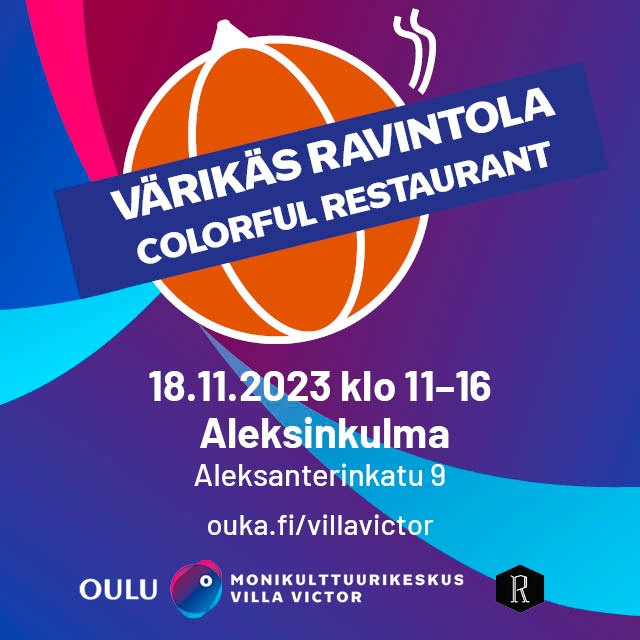 VÄRIKÄS RAVINTOLA
COLORFUL RESTAURANT
18.11.2023 klo 11–16
Aleksinkulma
Aleksanterinkatu 9
ouka.fi/villavictor
OULU
MONIKULTTUURIKESKUS
VILLA VICTOR
R